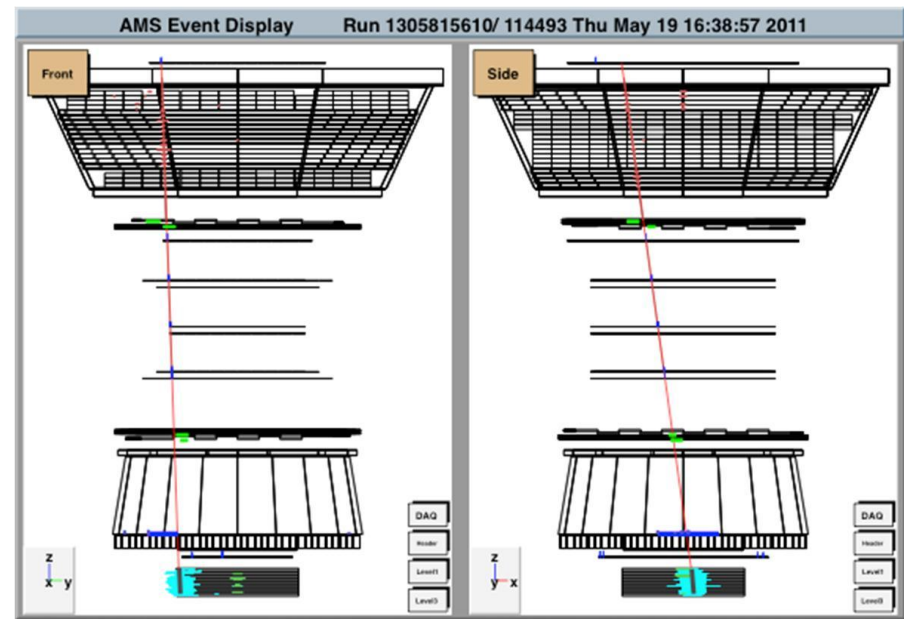 AMS Event Display Run 1305815610/ 114493 Thu May 19 16:38:57 2011
Front
Side
DAQ
Header
Level1
Level3
z
x y
DAQ
Header
Level1
Level3
z
y x